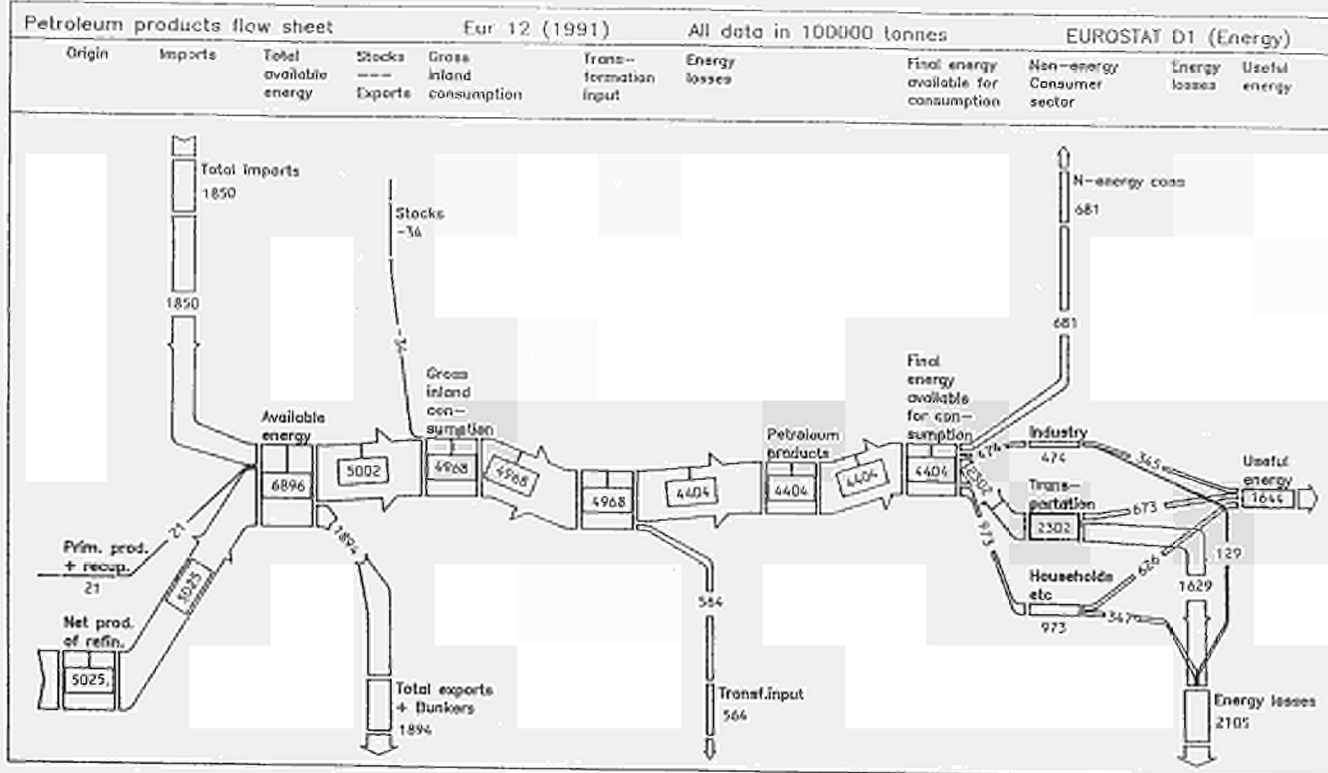 Petroleum products flow sheet Eur 12 (1991) All data in 100000 tonnes EUROSTAT D1 (Energy)
Origin Imports Total Stocks Gross Trans- Energy Final energy Non-energy Energy Useful
available --- inland formation losses available for Consumer losses energy
energy Exports consumption input consumption sector
Total imports
1850
N-energy cons
681
Stocks
-34
1850
681
-34
Final
energy
available
for con-
sumption
Gross
inland
con-
sumption
Available
energy
Petroleum
products
Industry
474
474
345
Useful
energy
1644
6896
5002
4968
4968
4968
4404
4404
4404
4404
2302
Trans-
portation
2302
673
21
1894
973
Prim. prod.
+ recup.
21
5025
626
129
1629
Households
etc
973
347
564
Net prod.
of refin.
5025
Total exports
+ Bunkers
1894
Transf.input
564
Energy losses
2105